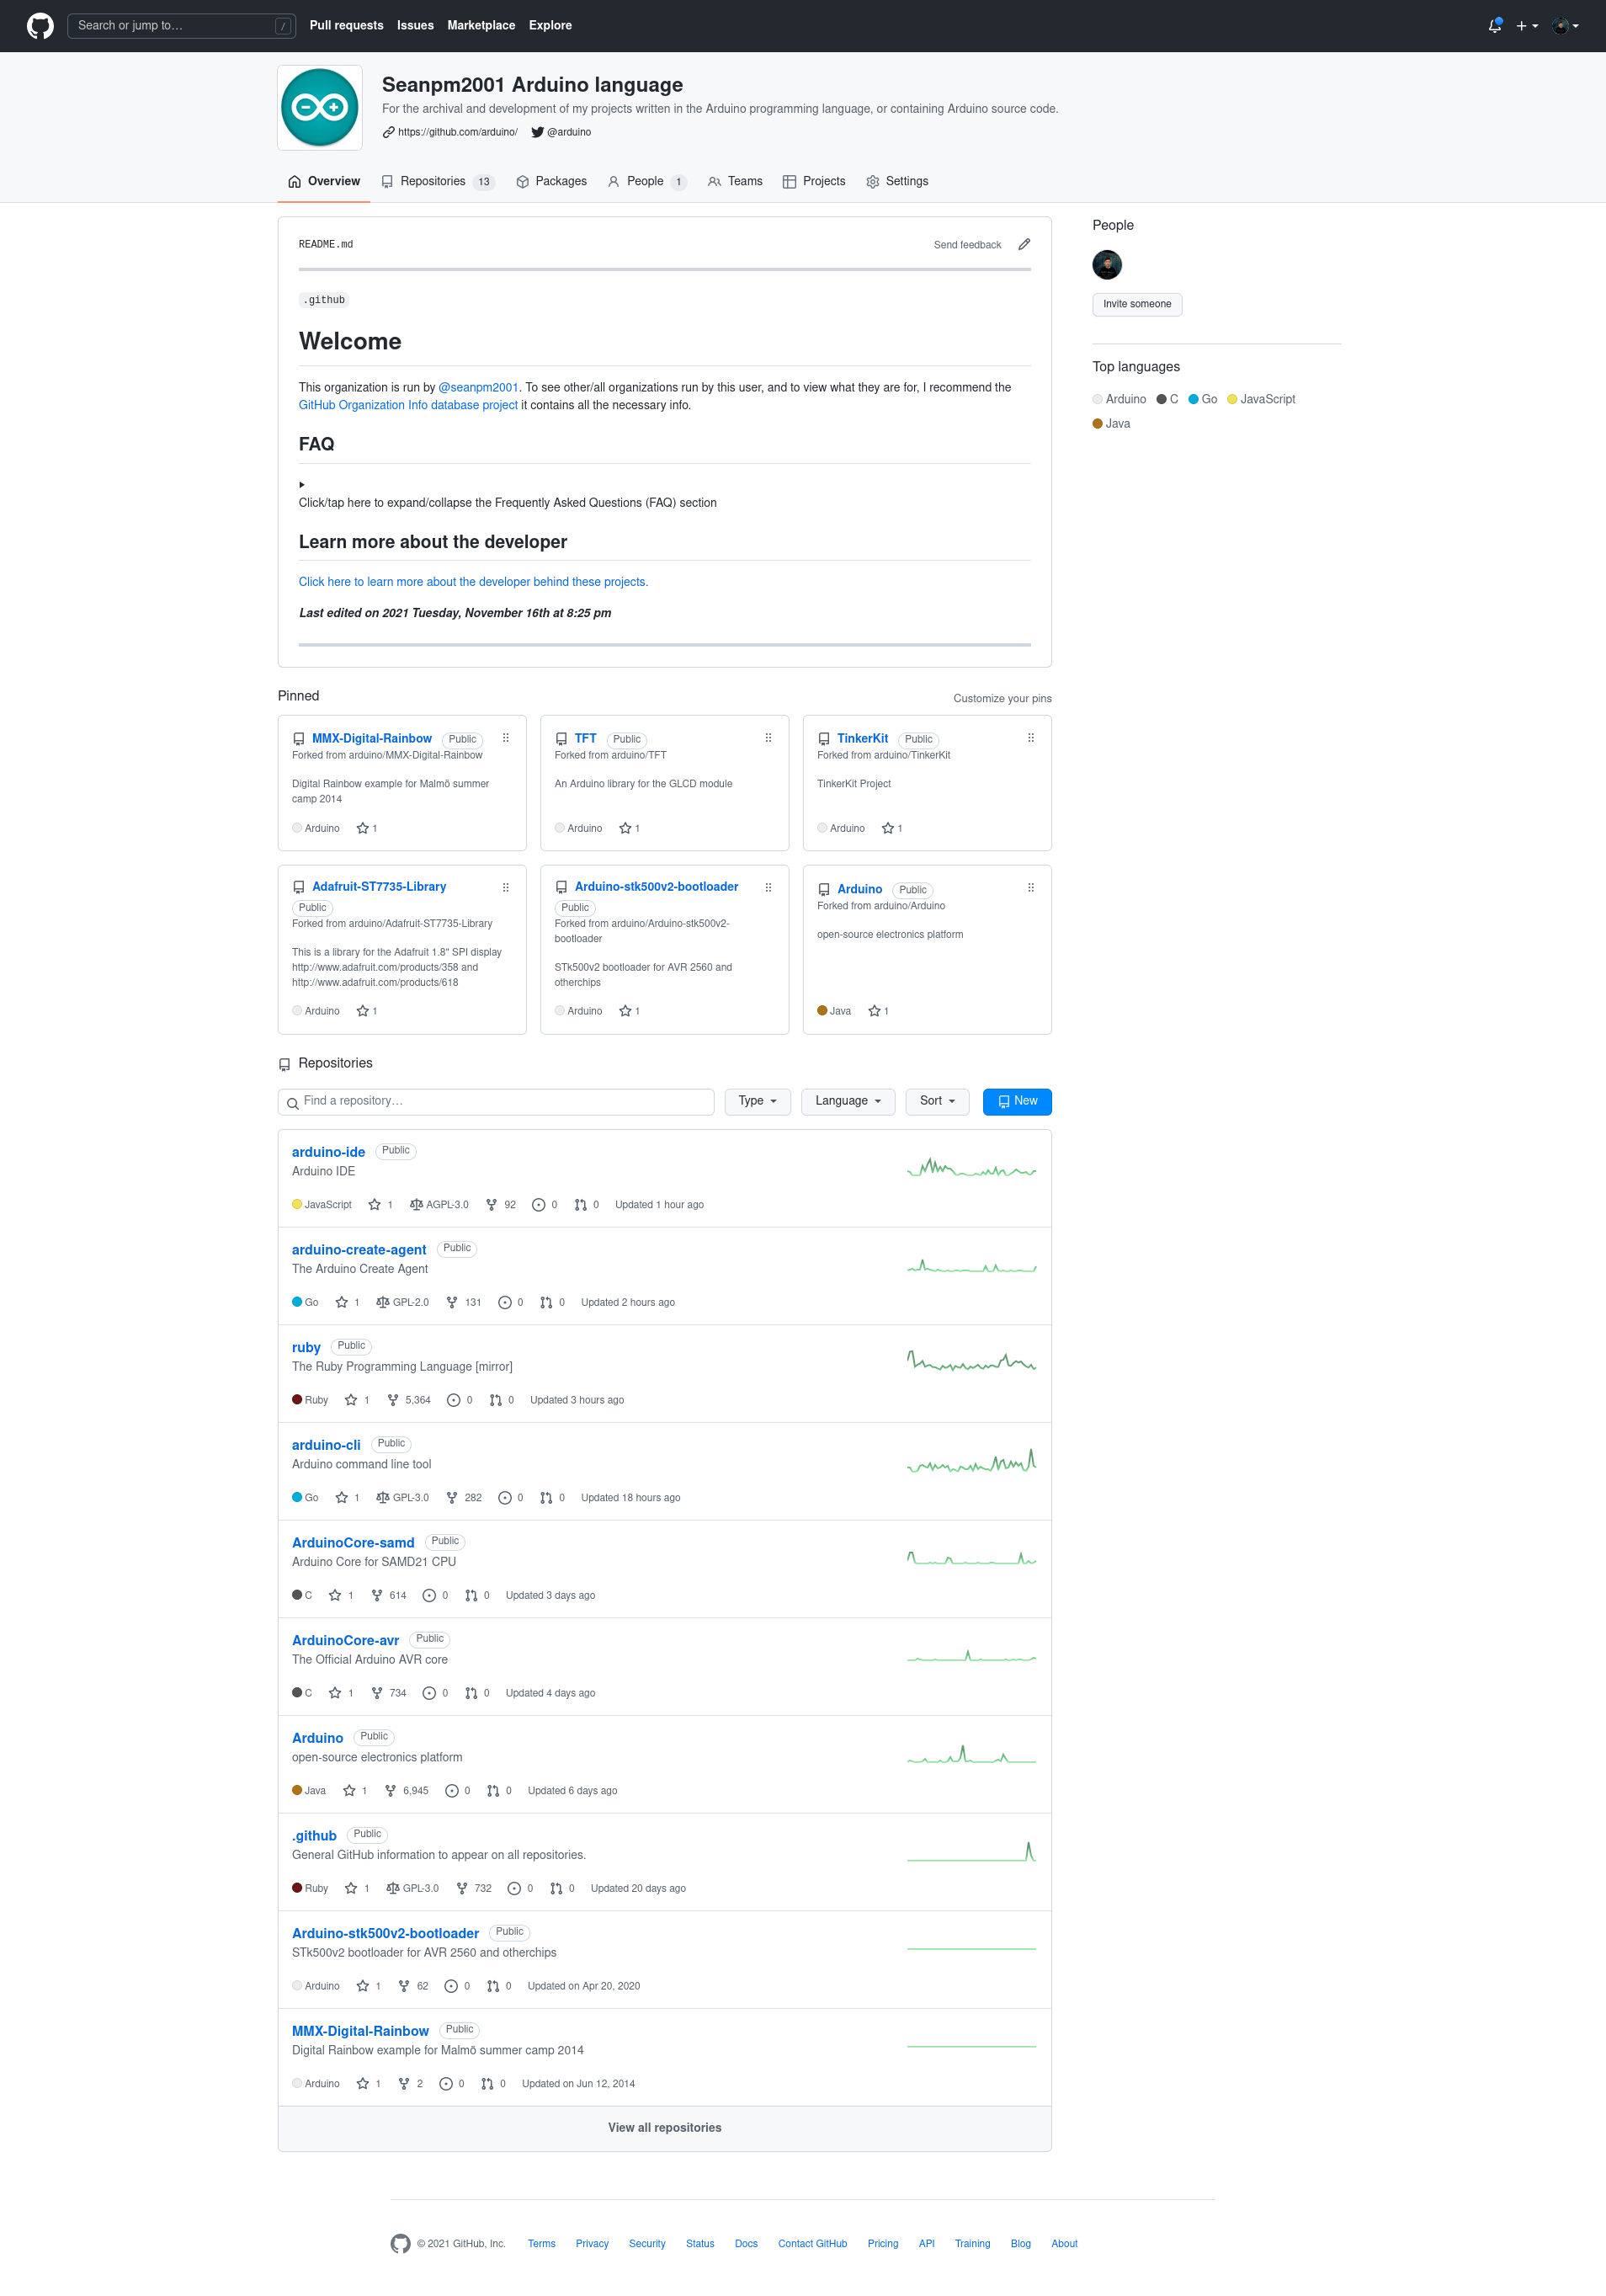 Search or jump to… /
Pull requests Issues Marketplace Explore
Seanpm2001 Arduino language
For the archival and development of my projects written in the Arduino programming language, or containing Arduino source code.
https://github.com/arduino/ @arduino
Overview Repositories 13 Packages People 1 Teams Projects Settings
README.md Send feedback
.github
Welcome
This organization is run by @seanpm2001. To see other/all organizations run by this user, and to view what they are for, I recommend the
GitHub Organization Info database project it contains all the necessary info.
FAQ
Click/tap here to expand/collapse the Frequently Asked Questions (FAQ) section
Learn more about the developer
Click here to learn more about the developer behind these projects.
Last edited on 2021 Tuesday, November 16th at 8:25 pm
People
Invite someone
Top languages
Arduino C Go JavaScript
Java
Pinned Customize your pins
MMX-Digital-Rainbow Public
Forked from arduino/MMX-Digital-Rainbow
Digital Rainbow example for Malmö summer
camp 2014
Arduino 1
TFT Public
Forked from arduino/TFT
An Arduino library for the GLCD module
Arduino 1
TinkerKit Public
Forked from arduino/TinkerKit
TinkerKit Project
Arduino 1
Adafruit-ST7735-Library
Public
Forked from arduino/Adafruit-ST7735-Library
This is a library for the Adafruit 1.8" SPI display
http://www.adafruit.com/products/358 and
http://www.adafruit.com/products/618
Arduino 1
Arduino-stk500v2-bootloader
Public
Forked from arduino/Arduino-stk500v2-
bootloader
STk500v2 bootloader for AVR 2560 and
otherchips
Arduino 1
Arduino Public
Forked from arduino/Arduino
open-source electronics platform
Java 1
Repositories
Find a repository… Type Language Sort New
arduino-ide Public
Arduino IDE
JavaScript 1 AGPL-3.0 92 0 0 Updated 1 hour ago
arduino-create-agent Public
The Arduino Create Agent
Go 1 GPL-2.0 131 0 0 Updated 2 hours ago
ruby Public
The Ruby Programming Language [mirror]
Ruby 1 5,364 0 0 Updated 3 hours ago
arduino-cli Public
Arduino command line tool
Go 1 GPL-3.0 282 0 0 Updated 18 hours ago
ArduinoCore-samd Public
Arduino Core for SAMD21 CPU
C 1 614 0 0 Updated 3 days ago
ArduinoCore-avr Public
The Official Arduino AVR core
C 1 734 0 0 Updated 4 days ago
Arduino Public
open-source electronics platform
Java 1 6,945 0 0 Updated 6 days ago
.github Public
General GitHub information to appear on all repositories.
Ruby 1 GPL-3.0 732 0 0 Updated 20 days ago
Arduino-stk500v2-bootloader Public
STk500v2 bootloader for AVR 2560 and otherchips
Arduino 1 62 0 0 Updated on Apr 20, 2020
MMX-Digital-Rainbow Public
Digital Rainbow example for Malmö summer camp 2014
Arduino 1 2 0 0 Updated on Jun 12, 2014
View all repositories
© 2021 GitHub, Inc. Terms Privacy Security Status Docs Contact GitHub Pricing API Training Blog About